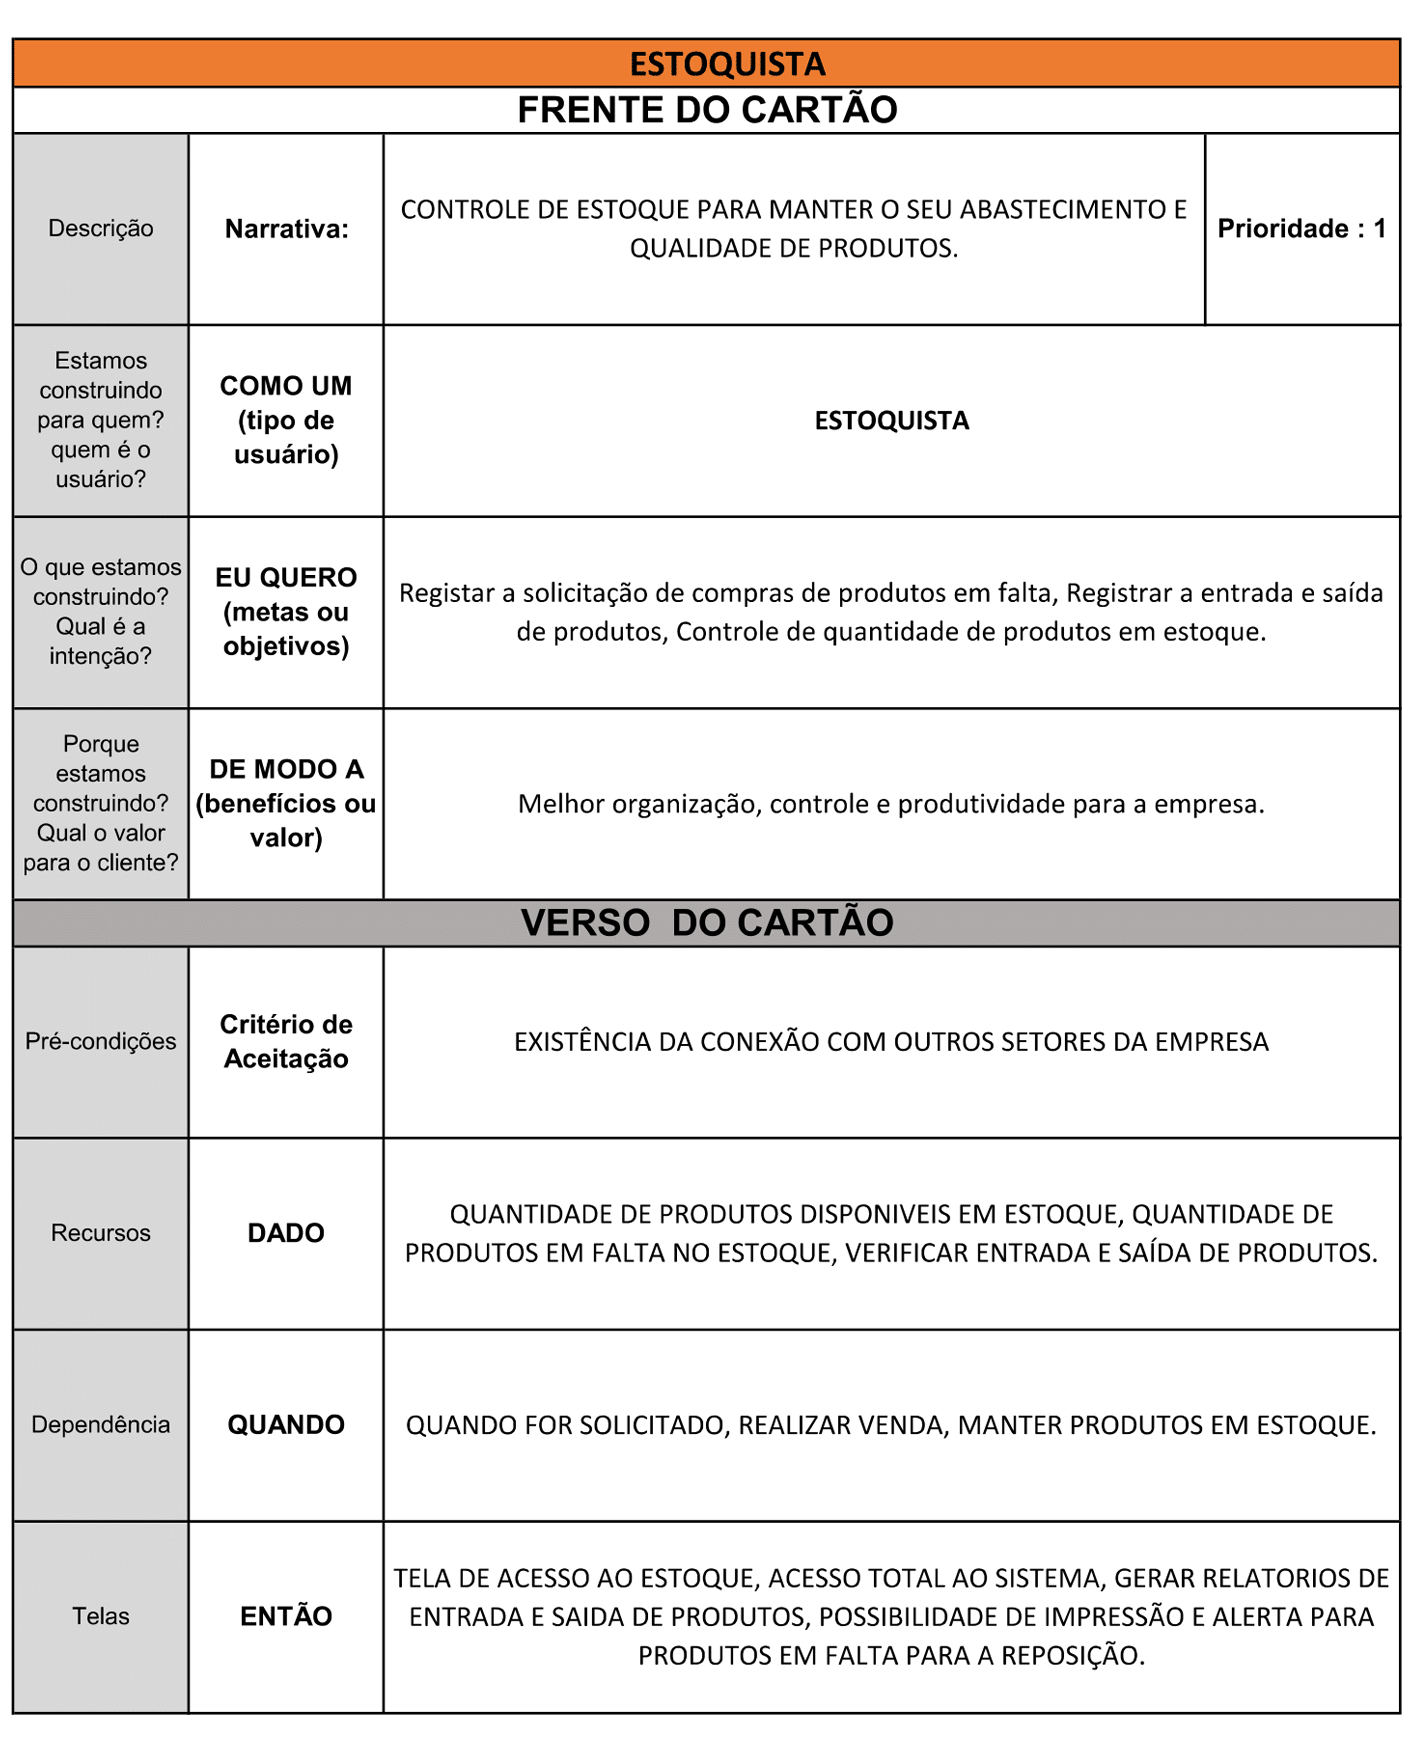 ESTOQUISTA
FRENTE DO CARTÃO
Descrição
Narrativa:
CONTROLE DE ESTOQUE PARA MANTER O SEU ABASTECIMENTO E
QUALIDADE DE PRODUTOS.
Prioridade : 1
Estamos
construindo
para quem?
quem é o
usuário?
COMO UM
(tipo de
usuário)
ESTOQUISTA
O que estamos
construindo?
Qual é a
intenção?
EU QUERO
(metas ou
objetivos)
Registar a solicitação de compras de produtos em falta, Registrar a entrada e saída
de produtos, Controle de quantidade de produtos em estoque.
Porque
estamos
construindo?
Qual o valor
para o cliente?
DE MODO A
(benefícios ou
valor)
Melhor organização, controle e produtividade para a empresa.
VERSO DO CARTÃO
Pré-condições
Critério de
Aceitação
EXISTÊNCIA DA CONEXÃO COM OUTROS SETORES DA EMPRESA
Recursos
DADO
QUANTIDADE DE PRODUTOS DISPONIVEIS EM ESTOQUE, QUANTIDADE DE
PRODUTOS EM FALTA NO ESTOQUE, VERIFICAR ENTRADA E SAÍDA DE PRODUTOS.
Dependência
QUANDO
QUANDO FOR SOLICITADO, REALIZAR VENDA, MANTER PRODUTOS EM ESTOQUE.
Telas
ENTÃO
TELA DE ACESSO AO ESTOQUE, ACESSO TOTAL AO SISTEMA, GERAR RELATORIOS DE
ENTRADA E SAIDA DE PRODUTOS, POSSIBILIDADE DE IMPRESSÃO E ALERTA PARA
PRODUTOS EM FALTA PARA A REPOSIÇÃO.